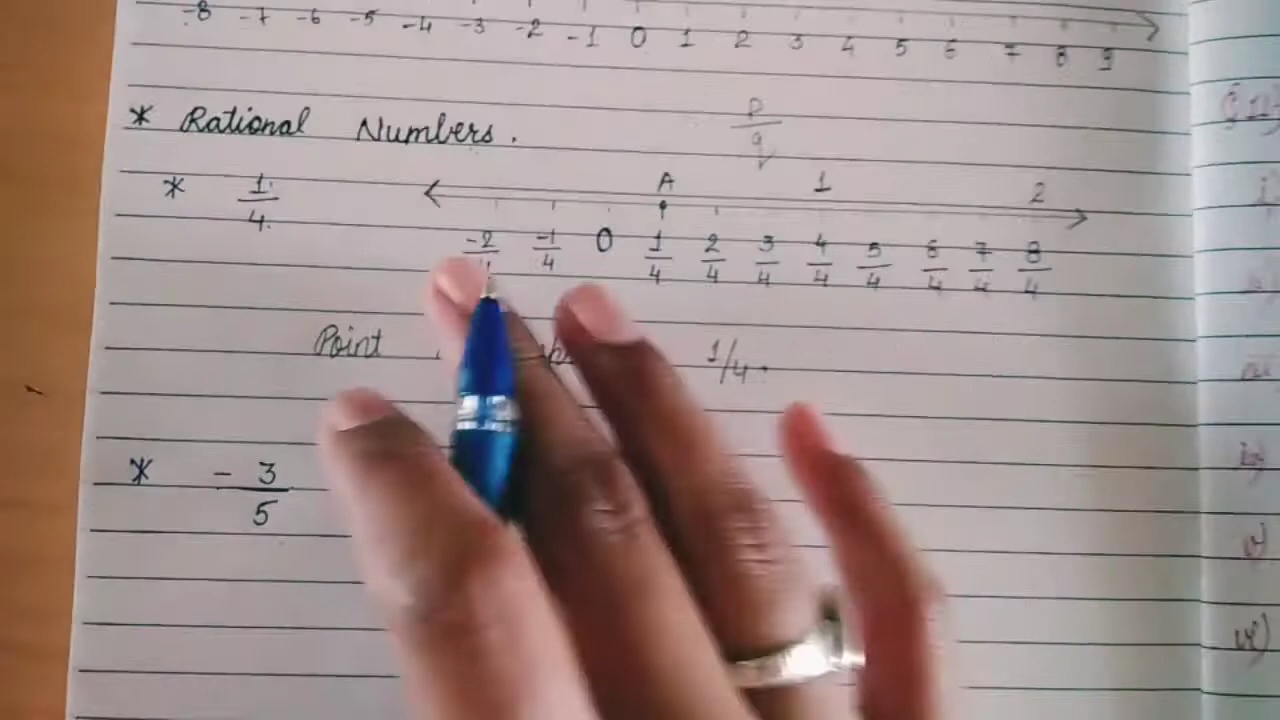 -8 -7 -6 -5 -4 -3 -2 -1 0 1 2 3 4 5 6 7 8 9
* Rational Numbers. p/q
* 1/4 A 1 2
-2/4 -1/4 0 1/4 2/4 3/4 4/4 5/4 6/4 7/4 8/4
Point 1/4.
* -3/5